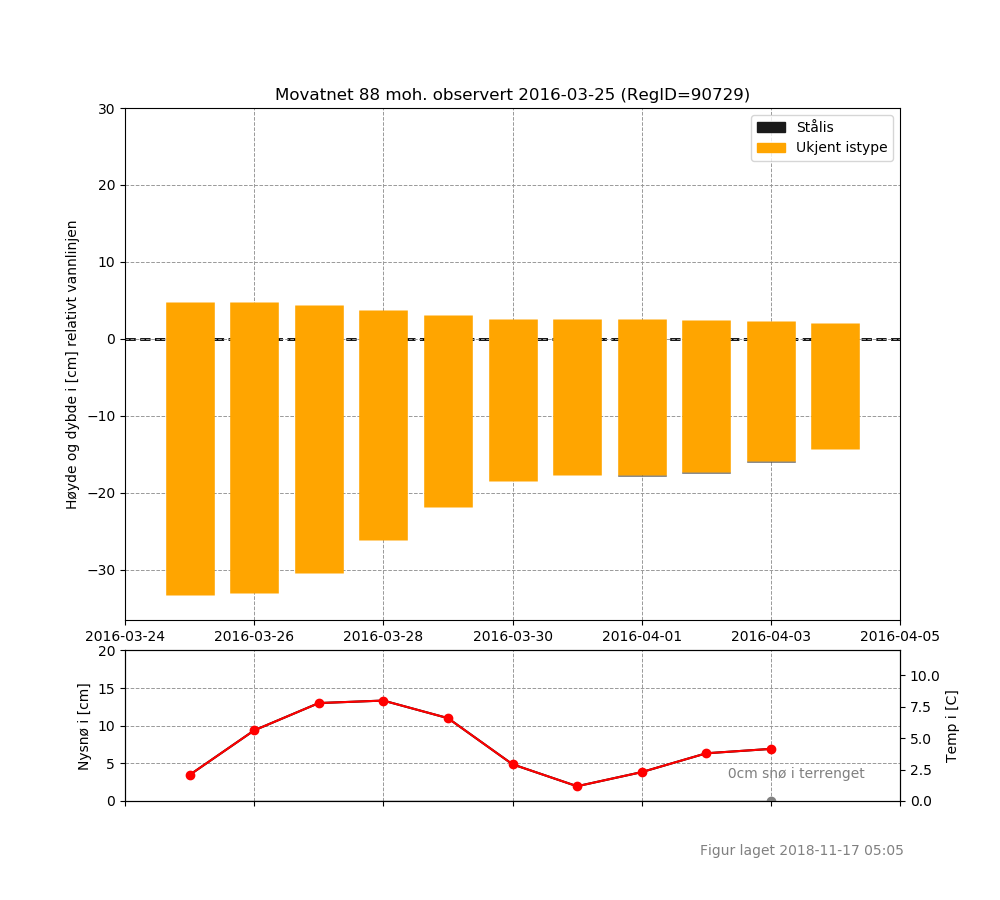 Movatnet 88 moh. observert 2016-03-25 (RegID=90729)
Stålis
Ukjent istype
Høyde og dybde i [cm] relativt vannlinjen
30
20
10
0
−10
−20
−30
2016-03-24 2016-03-26 2016-03-28 2016-03-30 2016-04-01 2016-04-03 2016-04-05
Nysnø i [cm]
20
15
10
5
0
10.0
7.5
5.0
2.5
0.0
Temp i [C]
0cm snø i terrenget
Figur laget 2018-11-17 05:05